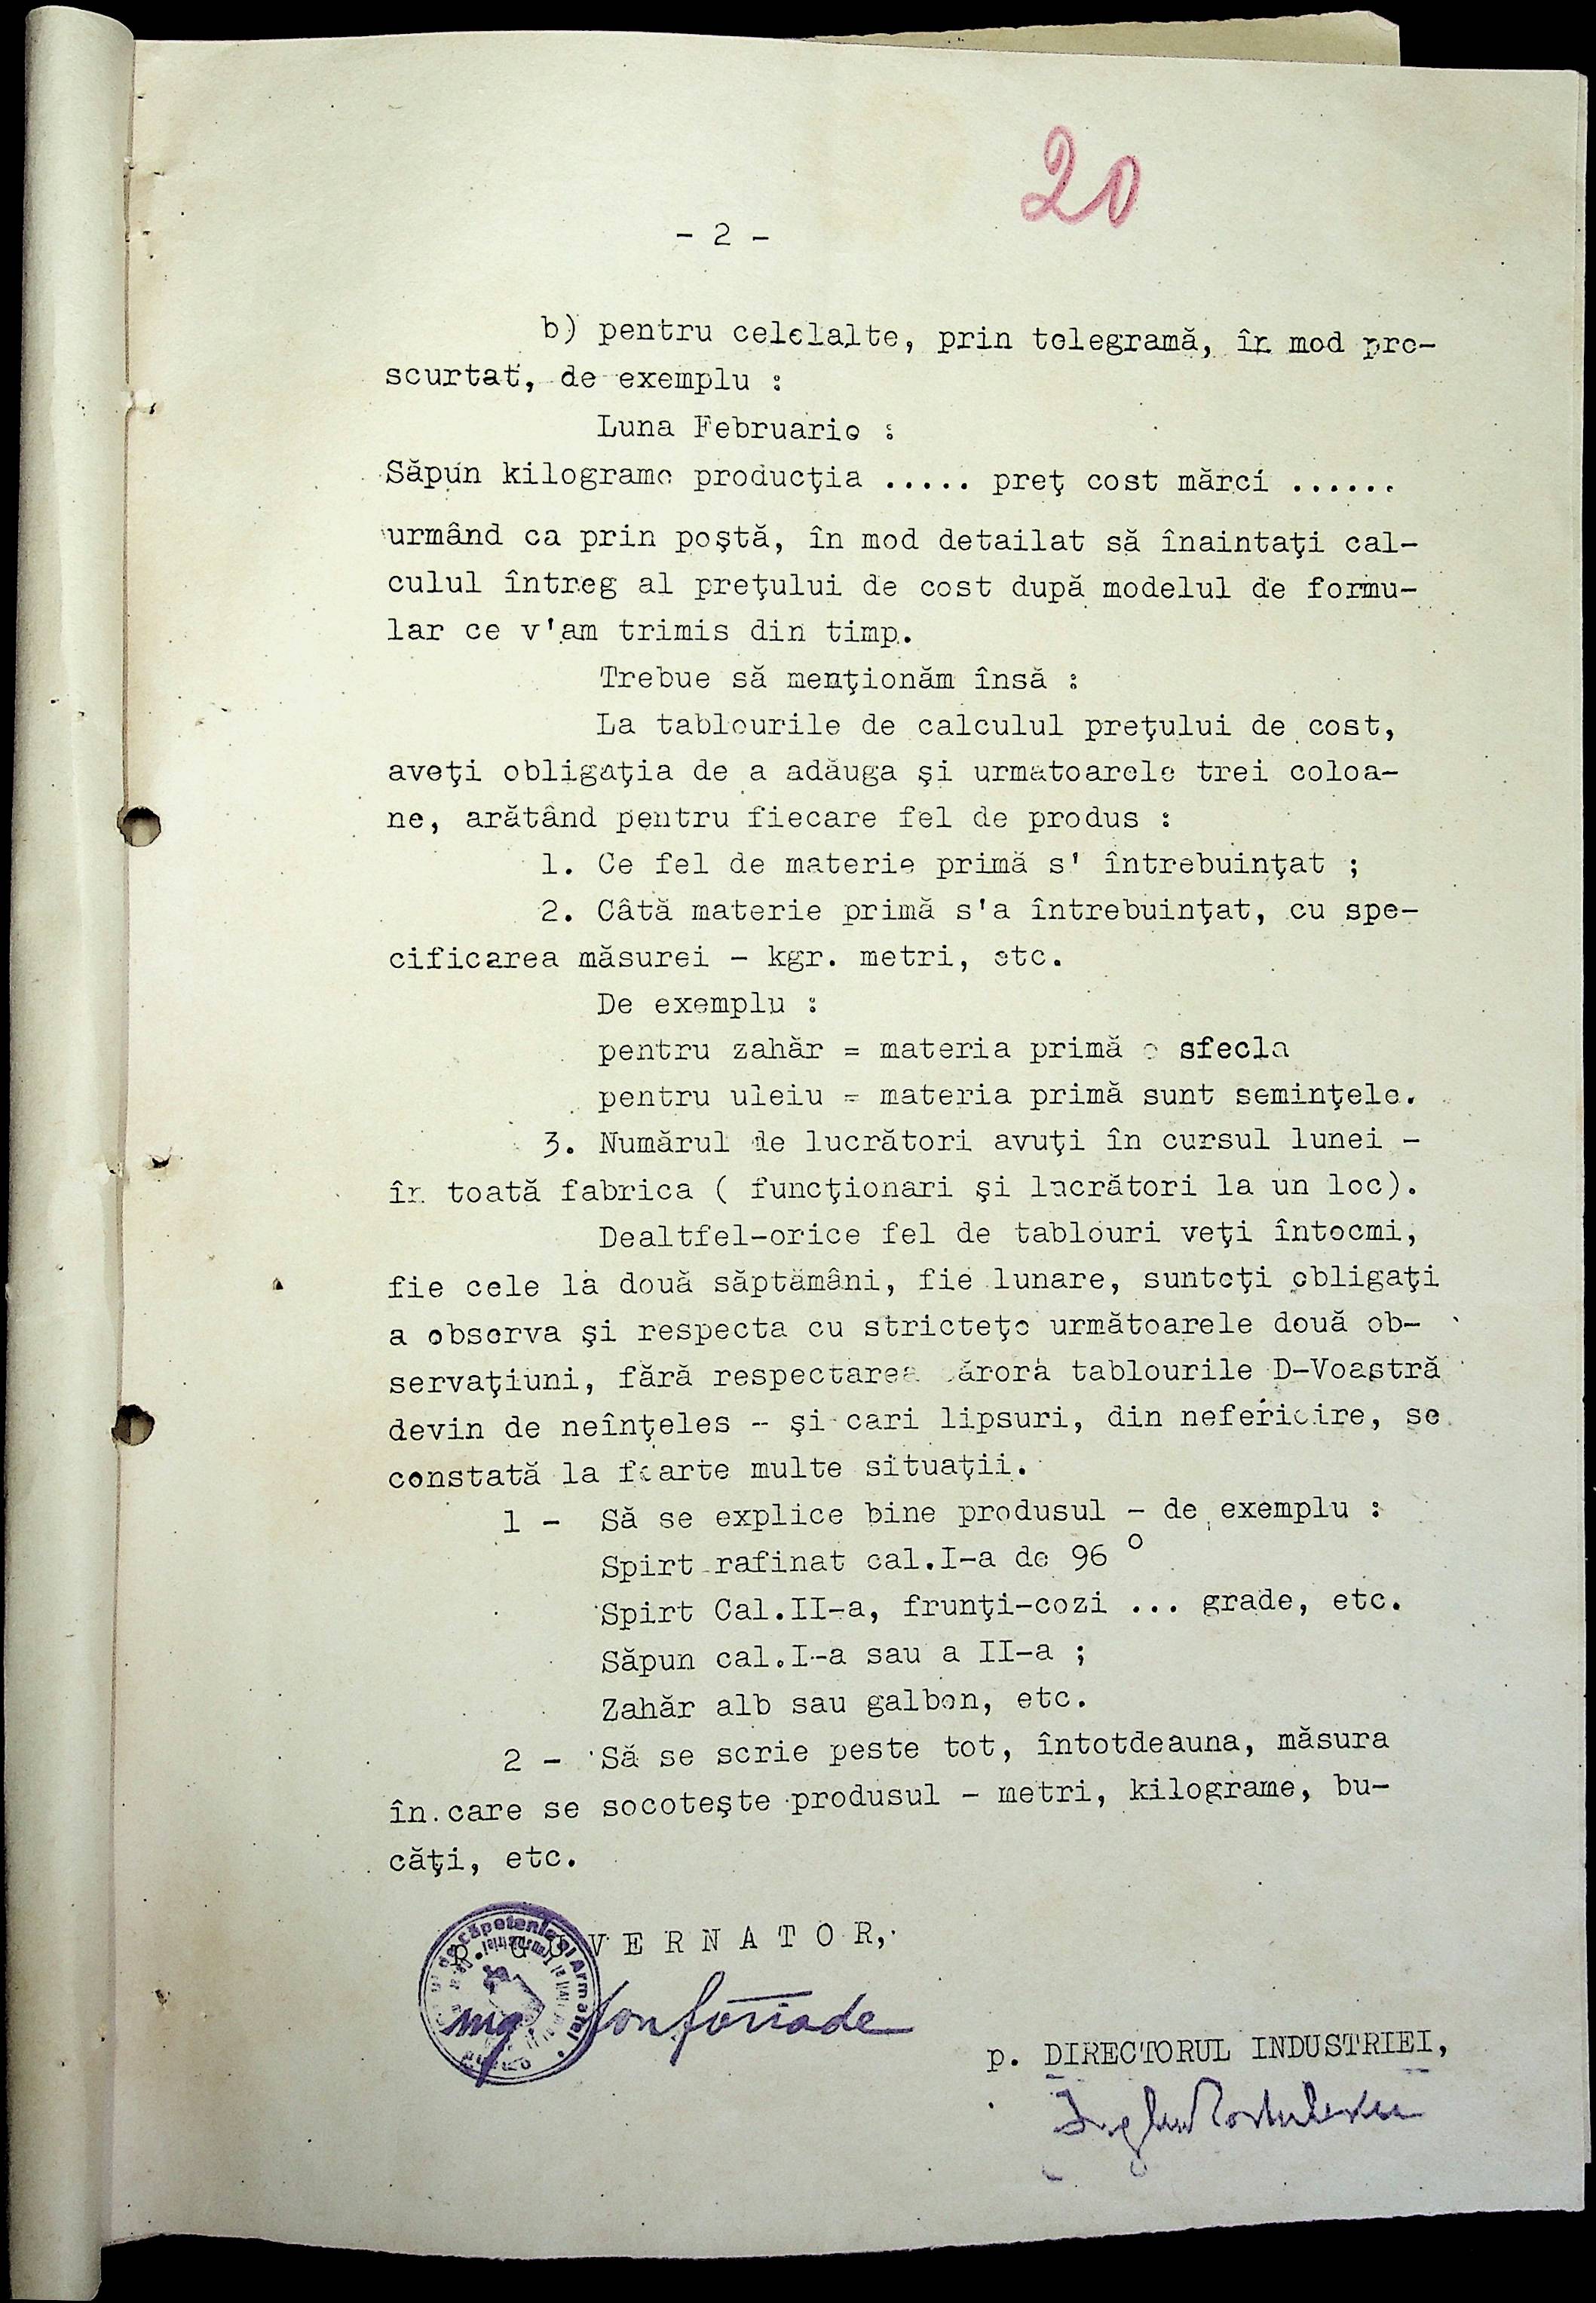 20
- 2 -
b) pentru celelalte, prin telegramă, în mod pre-
scurtat, de exemplu :
Luna Februarie :
Săpun kilograme producţia ..... preţ cost mărci ......
urmând ca prin poştă, în mod detailat să înaintaţi cal-
culul întreg al preţului de cost după modelul de formu-
lar ce v'am trimis din timp.
Trebue să menţionăm însă :
La tablourile de calculul preţului de cost,
aveţi obligaţia de a adăuga şi urmatoarele trei coloa-
ne, arătând pentru fiecare fel de produs :
1. Ce fel de materie primă s' întrebuinţat ;
2. Câtă materie primă s'a întrebuinţat, cu spe-
cificarea măsurei - kgr. metri, etc.
De exemplu :
pentru zahăr = materia primă e sfecla
pentru uleiu = materia primă sunt seminţele.
3. Numărul de lucrători avuţi în cursul lunei -
în toată fabrica ( funcţionari şi lucrători la un loc).
Dealtfel-orice fel de tablouri veţi întocmi,
fie cele la două săptămâni, fie lunare, sunteţi obligaţi
a observa şi respecta cu stricteţe următoarele două ob-
servaţiuni, fără respectarea cărora tablourile D-Voastră
devin de neînţeles -- şi cari lipsuri, din nefericire, se
constată la foarte multe situaţii.
1 - Să se explice bine produsul - de exemplu :
Spirt rafinat cal.I-a de 96 °
Spirt Cal.II-a, frunţi-cozi ... grade, etc.
Săpun cal.I-a sau a II-a ;
Zahăr alb sau galben, etc.
2 - Să se scrie peste tot, întotdeauna, măsura
în care se socoteşte produsul - metri, kilograme, bu-
căţi, etc.
p. GUVERNATOR,
p. DIRECTORUL INDUSTRIEI,